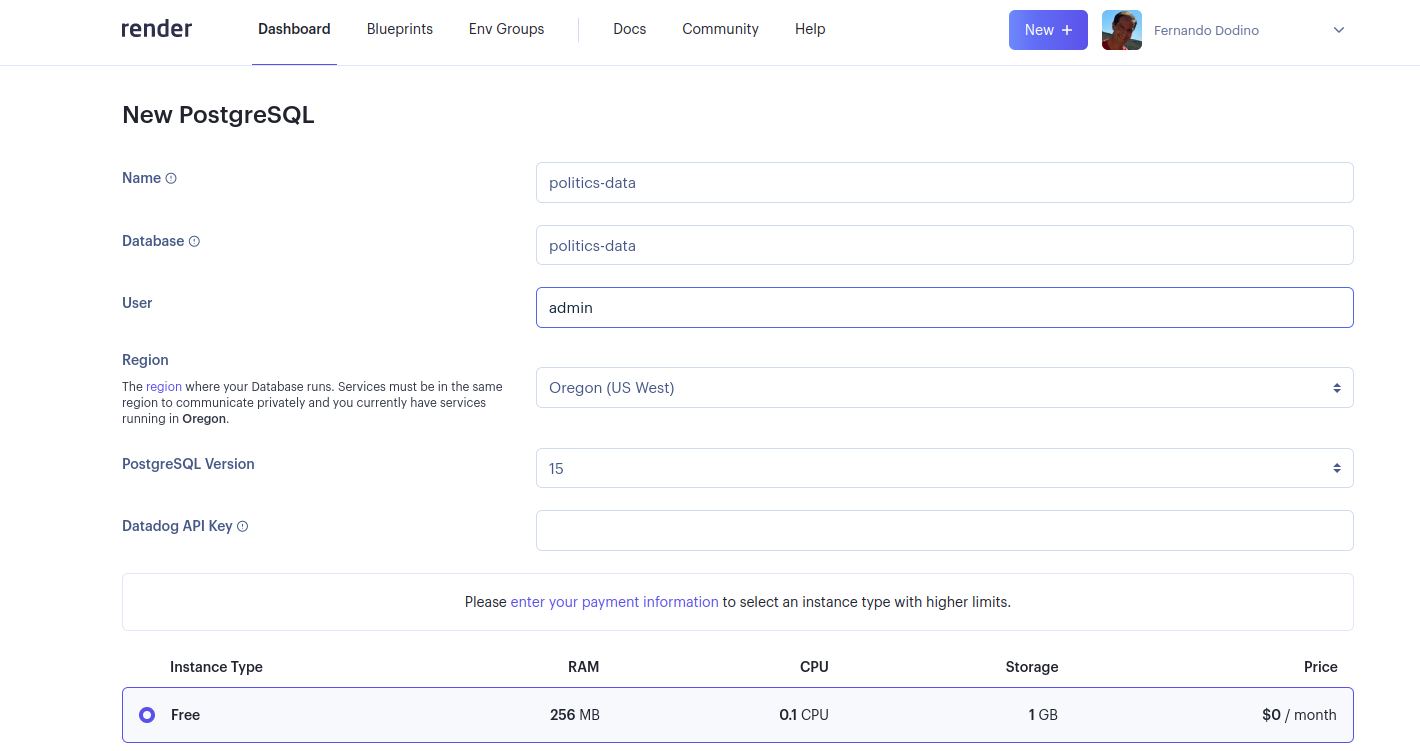 render Dashboard Blueprints Env Groups Docs Community Help New + Fernando Dodino
New PostgreSQL
Name
politics-data
Database
politics-data
User
admin
Region
The region where your Database runs. Services must be in the same
region to communicate privately and you currently have services
running in Oregon.
Oregon (US West)
PostgreSQL Version
15
Datadog API Key
Please enter your payment information to select an instance type with higher limits.
Instance Type RAM CPU Storage Price
Free 256 MB 0.1 CPU 1 GB $0 / month